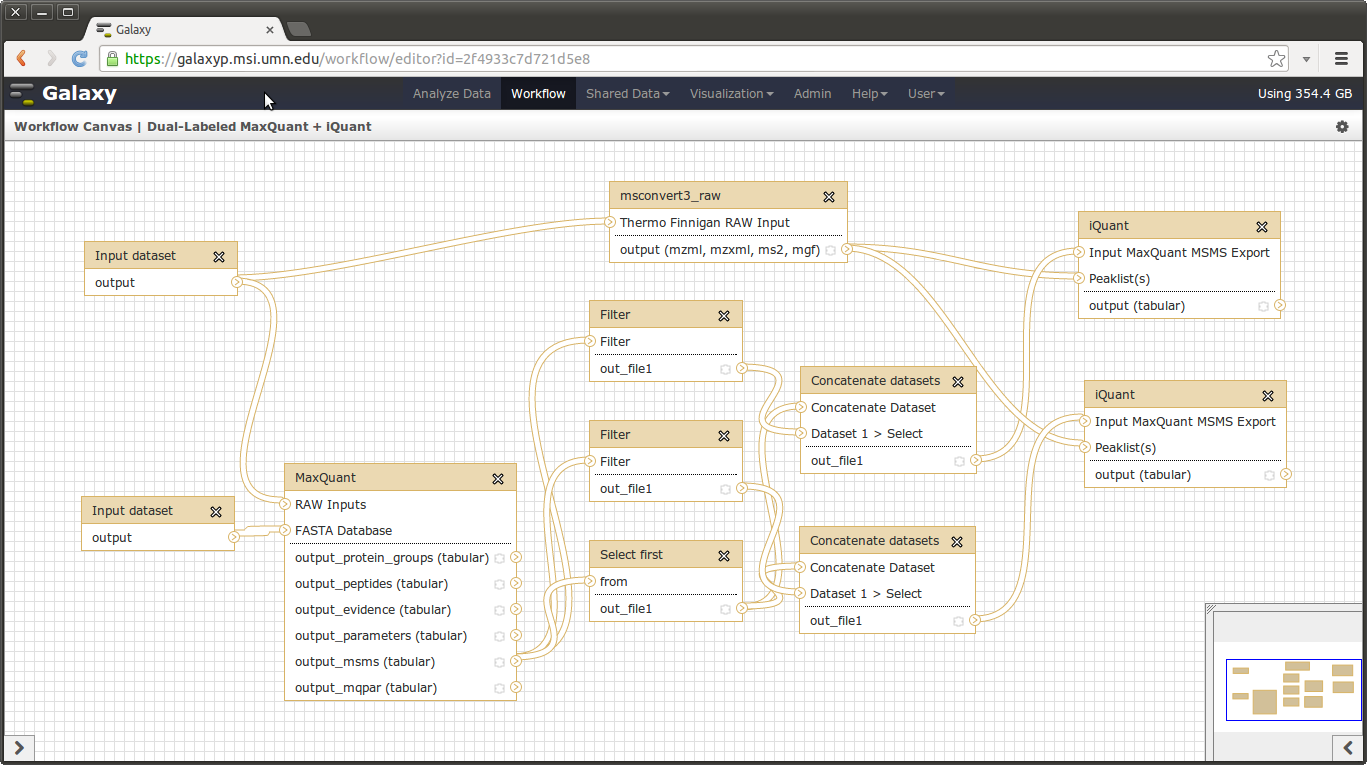 Galaxy
https://galaxyp.msi.umn.edu/workflow/editor?id=2f4933c7d721d5e8
Galaxy
Analyze Data Workflow Shared Data Visualization Admin Help User Using 354.4 GB
Workflow Canvas | Dual-Labeled MaxQuant + iQuant
msconvert3_raw
Thermo Finnigan RAW Input
output (mzml, mzxml, ms2, mgf)
iQuant
Input MaxQuant MSMS Export
Peaklist(s)
output (tabular)
Input dataset
output
Filter
Filter
out_file1
Concatenate datasets
Concatenate Dataset
Dataset 1 > Select
out_file1
iQuant
Input MaxQuant MSMS Export
Peaklist(s)
output (tabular)
Filter
Filter
out_file1
MaxQuant
RAW Inputs
FASTA Database
output_protein_groups (tabular)
output_peptides (tabular)
output_evidence (tabular)
output_parameters (tabular)
output_msms (tabular)
output_mqpar (tabular)
Input dataset
output
Select first
from
out_file1
Concatenate datasets
Concatenate Dataset
Dataset 1 > Select
out_file1